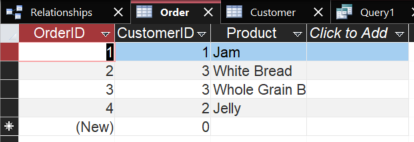 Relationships Order Customer Query1
OrderID CustomerID Product Click to Add
1 1 Jam
2 3 White Bread
3 3 Whole Grain B
4 2 Jelly
(New) 0